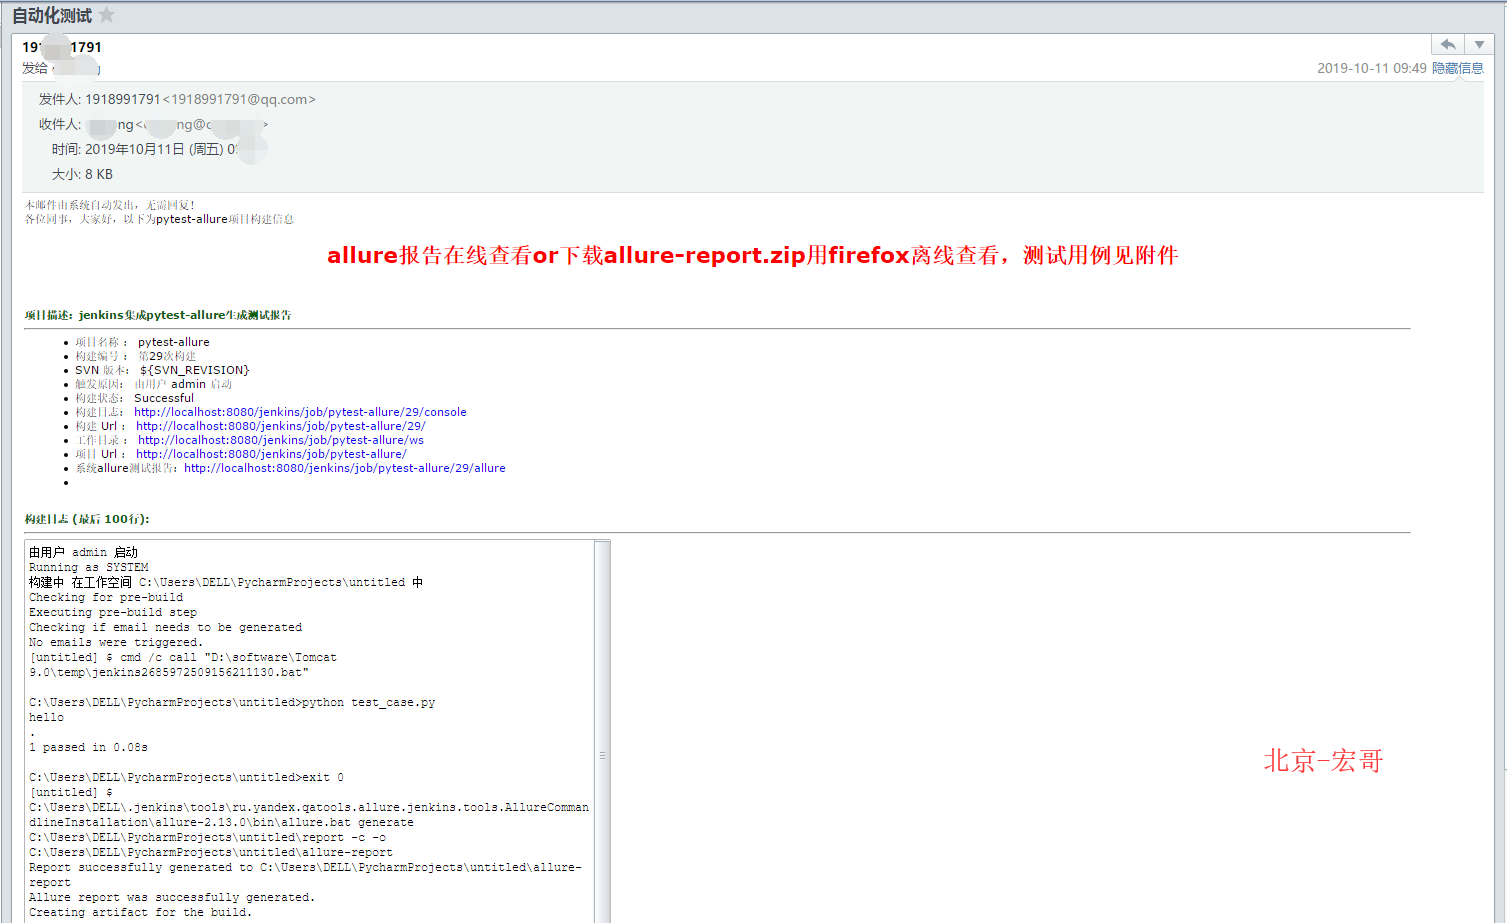 自动化测试
19 1791
发给
2019-10-11 09:49 隐藏信息
发件人: 1918991791<1918991791@qq.com>
收件人: ng< ng@c >
时间: 2019年10月11日 (周五) 0
大小: 8 KB
本邮件由系统自动发出，无需回复!
各位同事，大家好，以下为pytest-allure项目构建信息
allure报告在线查看or下载allure-report.zip用firefox离线查看，测试用例见附件
项目描述：jenkins集成pytest-allure生成测试报告
项目名称 ： pytest-allure
构建编号 ： 第29次构建
SVN 版本： ${SVN_REVISION}
触发原因： 由用户 admin 启动
构建状态： Successful
构建日志： http://localhost:8080/jenkins/job/pytest-allure/29/console
构建 Url ： http://localhost:8080/jenkins/job/pytest-allure/29/
工作目录 ： http://localhost:8080/jenkins/job/pytest-allure/ws
项目 Url ： http://localhost:8080/jenkins/job/pytest-allure/
系统allure测试报告：http://localhost:8080/jenkins/job/pytest-allure/29/allure
构建日志 (最后 100行):
由用户 admin 启动
Running as SYSTEM
构建中 在工作空间 C:\Users\DELL\PycharmProjects\untitled 中
Checking for pre-build
Executing pre-build step
Checking if email needs to be generated
No emails were triggered.
[untitled] $ cmd /c call "D:\software\Tomcat
9.0\temp\jenkins2685972509156211130.bat"
C:\Users\DELL\PycharmProjects\untitled>python test_case.py
hello
.
1 passed in 0.08s
C:\Users\DELL\PycharmProjects\untitled>exit 0
[untitled] $
C:\Users\DELL\.jenkins\tools\ru.yandex.qatools.allure.jenkins.tools.AllureComman
dlineInstallation\allure-2.13.0\bin\allure.bat generate
C:\Users\DELL\PycharmProjects\untitled\report -c -o
C:\Users\DELL\PycharmProjects\untitled\allure-report
Report successfully generated to C:\Users\DELL\PycharmProjects\untitled\allure-
report
Allure report was successfully generated.
Creating artifact for the build.
北京-宏哥